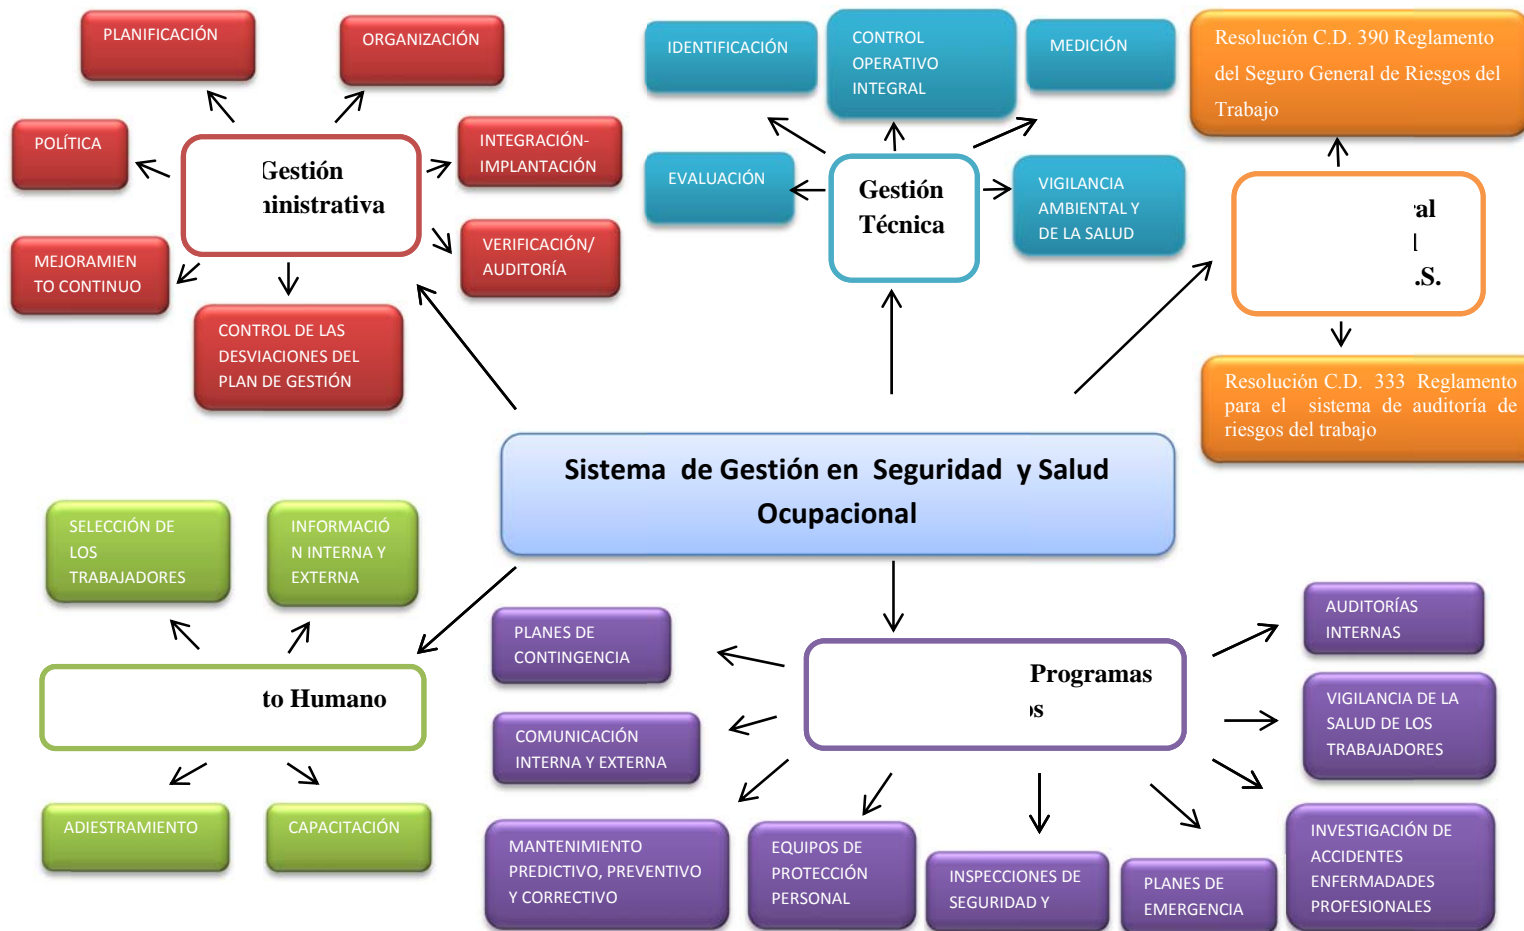 PLANIFICACIÓN
ORGANIZACIÓN
POLÍTICA
INTEGRACIÓN-
IMPLANTACIÓN
Gestión
ministrativa
MEJORAMIEN
TO CONTINUO
VERIFICACIÓN/
AUDITORÍA
CONTROL DE LAS
DESVIACIONES DEL
PLAN DE GESTIÓN
IDENTIFICACIÓN
CONTROL
OPERATIVO
INTEGRAL
MEDICIÓN
EVALUACIÓN
Gestión
Técnica
VIGILANCIA
AMBIENTAL Y
DE LA SALUD
Resolución C.D. 390 Reglamento
del Seguro General de Riesgos del
Trabajo
ral
.S.
Resolución C.D. 333 Reglamento
para el sistema de auditoría de
riesgos del trabajo
Sistema de Gestión en Seguridad y Salud
Ocupacional
SELECCIÓN DE
LOS
TRABAJADORES
INFORMACIÓ
N INTERNA Y
EXTERNA
to Humano
ADIESTRAMIENTO
CAPACITACIÓN
PLANES DE
CONTINGENCIA
COMUNICACIÓN
INTERNA Y EXTERNA
Programas
os
AUDITORÍAS
INTERNAS
VIGILANCIA DE LA
SALUD DE LOS
TRABAJADORES
MANTENIMIENTO
PREDICTIVO, PREVENTIVO
Y CORRECTIVO
EQUIPOS DE
PROTECCIÓN
PERSONAL
INSPECCIONES DE
SEGURIDAD Y
PLANES DE
EMERGENCIA
INVESTIGACIÓN DE
ACCIDENTES
ENFERMADADES
PROFESIONALES